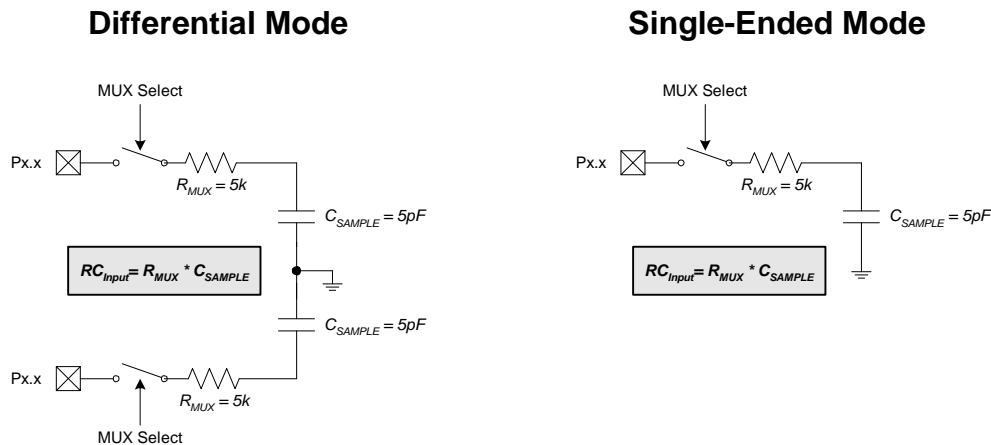 Differential Mode
MUX Select
Px.x
R_MUX = 5k
C_SAMPLE = 5pF
RC_Input= R_MUX * C_SAMPLE
C_SAMPLE = 5pF
Px.x
R_MUX = 5k
MUX Select
Single-Ended Mode
MUX Select
Px.x
R_MUX = 5k
C_SAMPLE = 5pF
RC_Input= R_MUX * C_SAMPLE